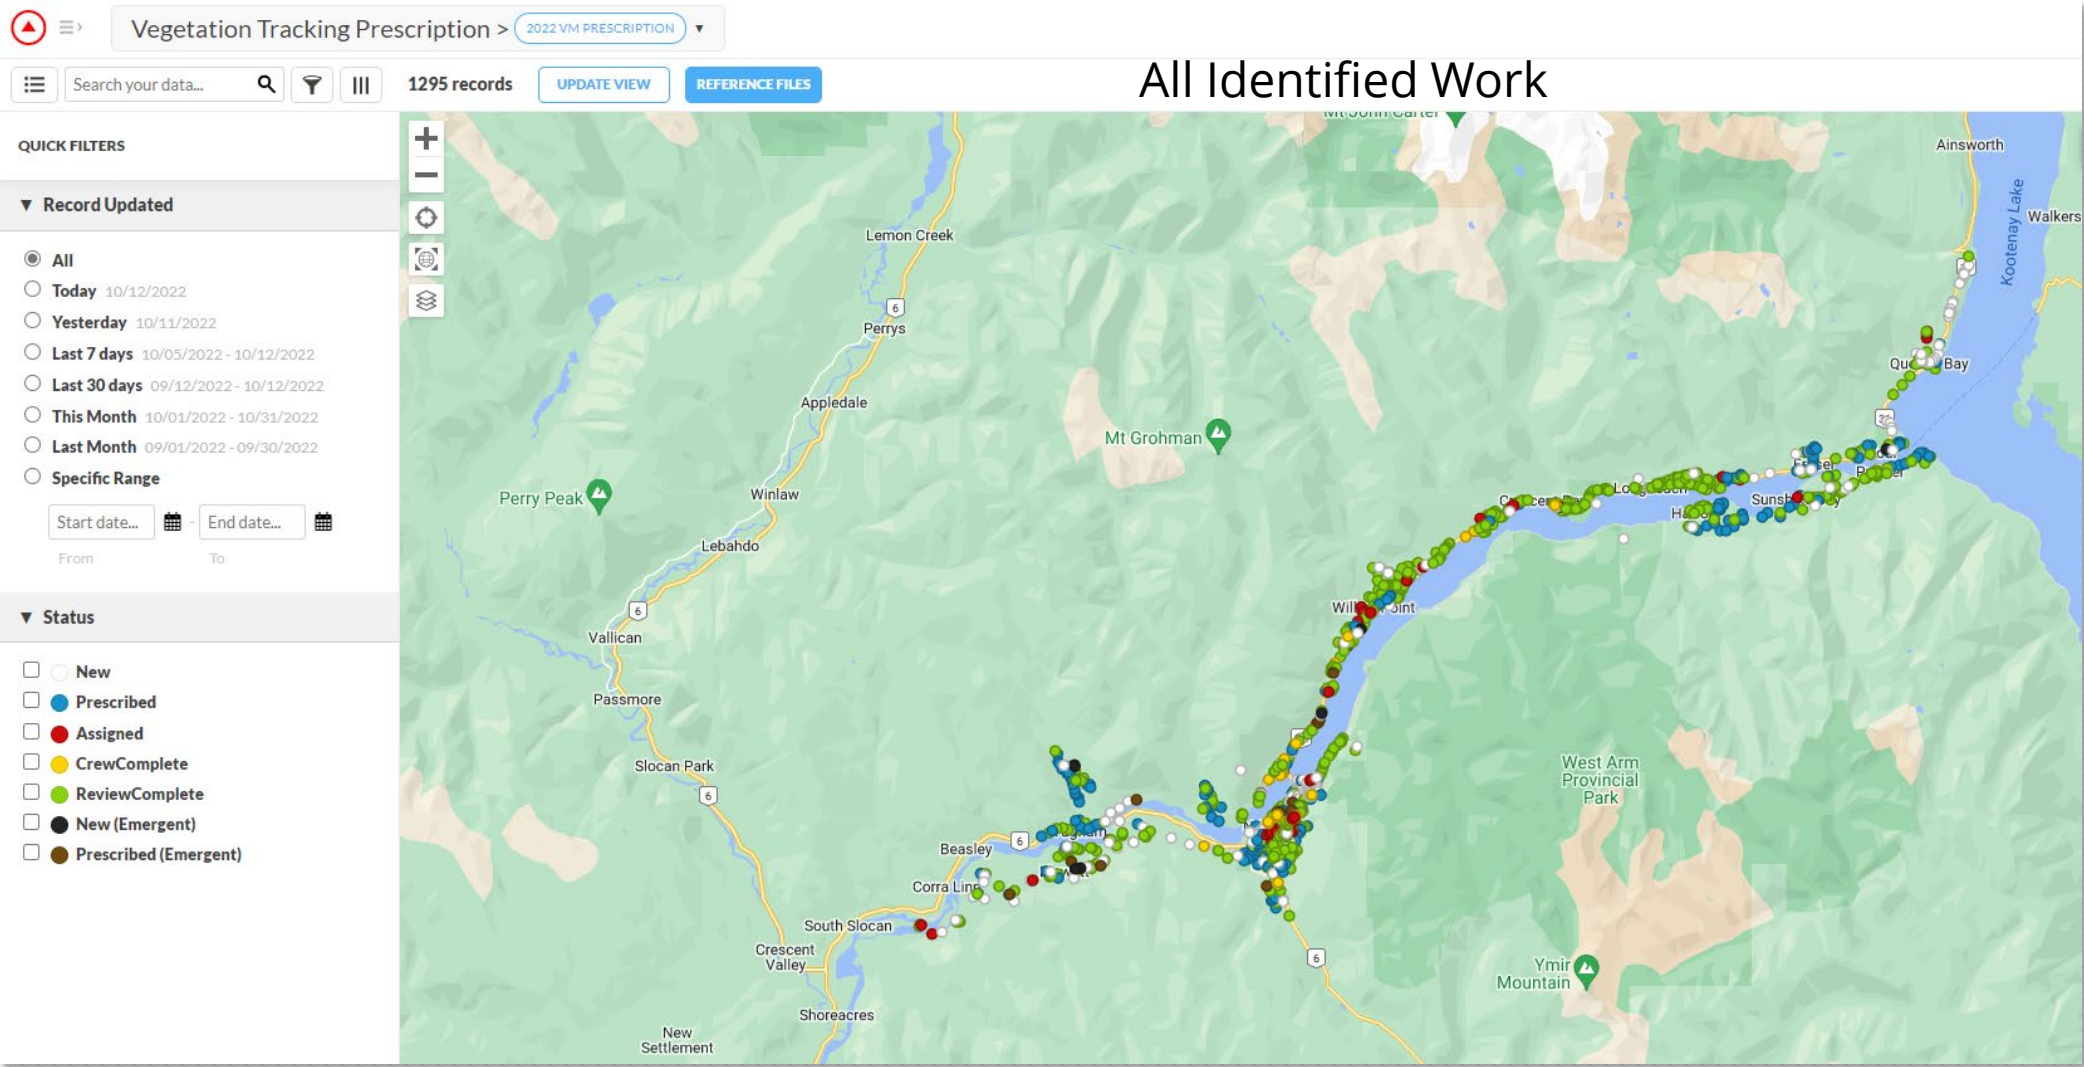 Vegetation Tracking Prescription > 2022 VM PRESCRIPTION ▼
Search your data...
1295 records
UPDATE VIEW
REFERENCE FILES
All Identified Work
QUICK FILTERS
▼ Record Updated
All
Today 10/12/2022
Yesterday 10/11/2022
Last 7 days 10/05/2022 - 10/12/2022
Last 30 days 09/12/2022 - 10/12/2022
This Month 10/01/2022 - 10/31/2022
Last Month 09/01/2022 - 09/30/2022
Specific Range
Start date... - End date...
From To
▼ Status
New
Prescribed
Assigned
CrewComplete
ReviewComplete
New (Emergent)
Prescribed (Emergent)
Mt John Carter
Ainsworth
Kootenay Lake
Walkers
Lemon Creek
6
Perrys
Bay
Appledale
Mt Grohman
Perry Peak
Winlaw
Lebahdo
6
Vallican
Passmore
Slocan Park
6
West Arm
Provincial
Park
Beasley
6
Corra Linn
South Slocan
Crescent
Valley
6
Ymir
Mountain
Shoreacres
New
Settlement